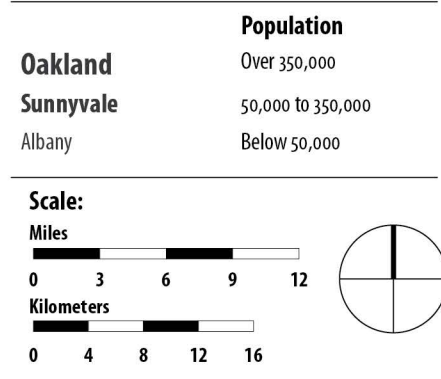 Population
Oakland Over 350,000
Sunnyvale 50,000 to 350,000
Albany Below 50,000
Scale:
Miles
0 3 6 9 12
Kilometers
0 4 8 12 16